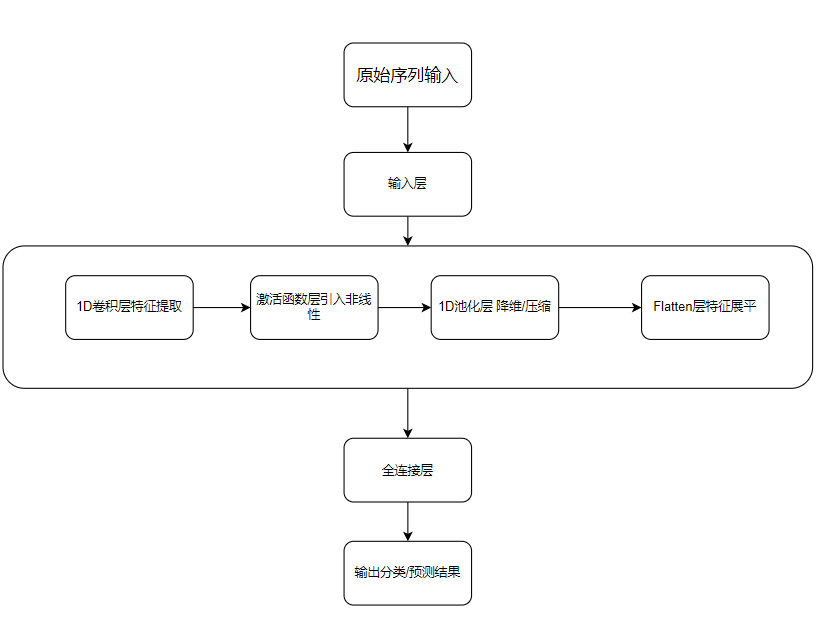 原始序列输入
输入层
1D卷积层特征提取
激活函数层引入非线
性
1D池化层 降维/压缩
Flatten层特征展平
全连接层
输出分类/预测结果